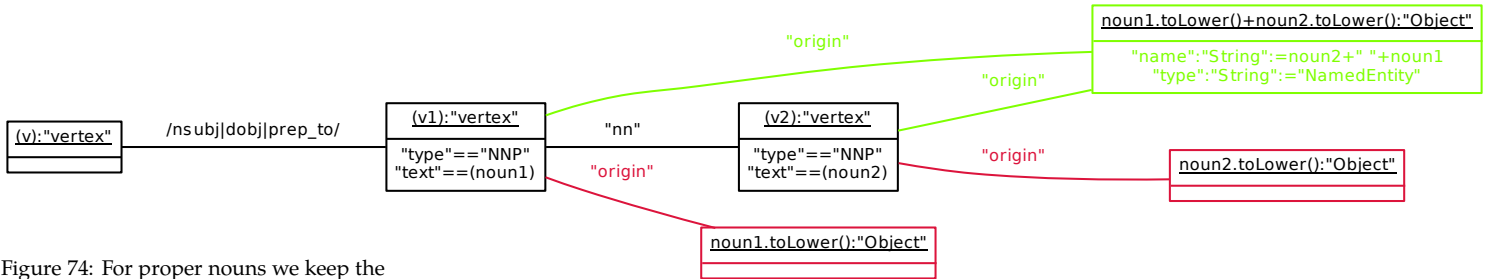 noun1.toLower()+noun2.toLower():"Object"
"name":"String":=noun2+" "+noun1
"type":"String":="NamedEntity"
"origin"
"origin"
(v):"vertex"
/nsubj|dobj|prep_to/
(v1):"vertex"
"type"=="NNP"
"text"==(noun1)
"nn"
(v2):"vertex"
"type"=="NNP"
"text"==(noun2)
"origin"
"origin"
noun2.toLower():"Object"
noun1.toLower():"Object"
Figure 74: For proper nouns we keep the